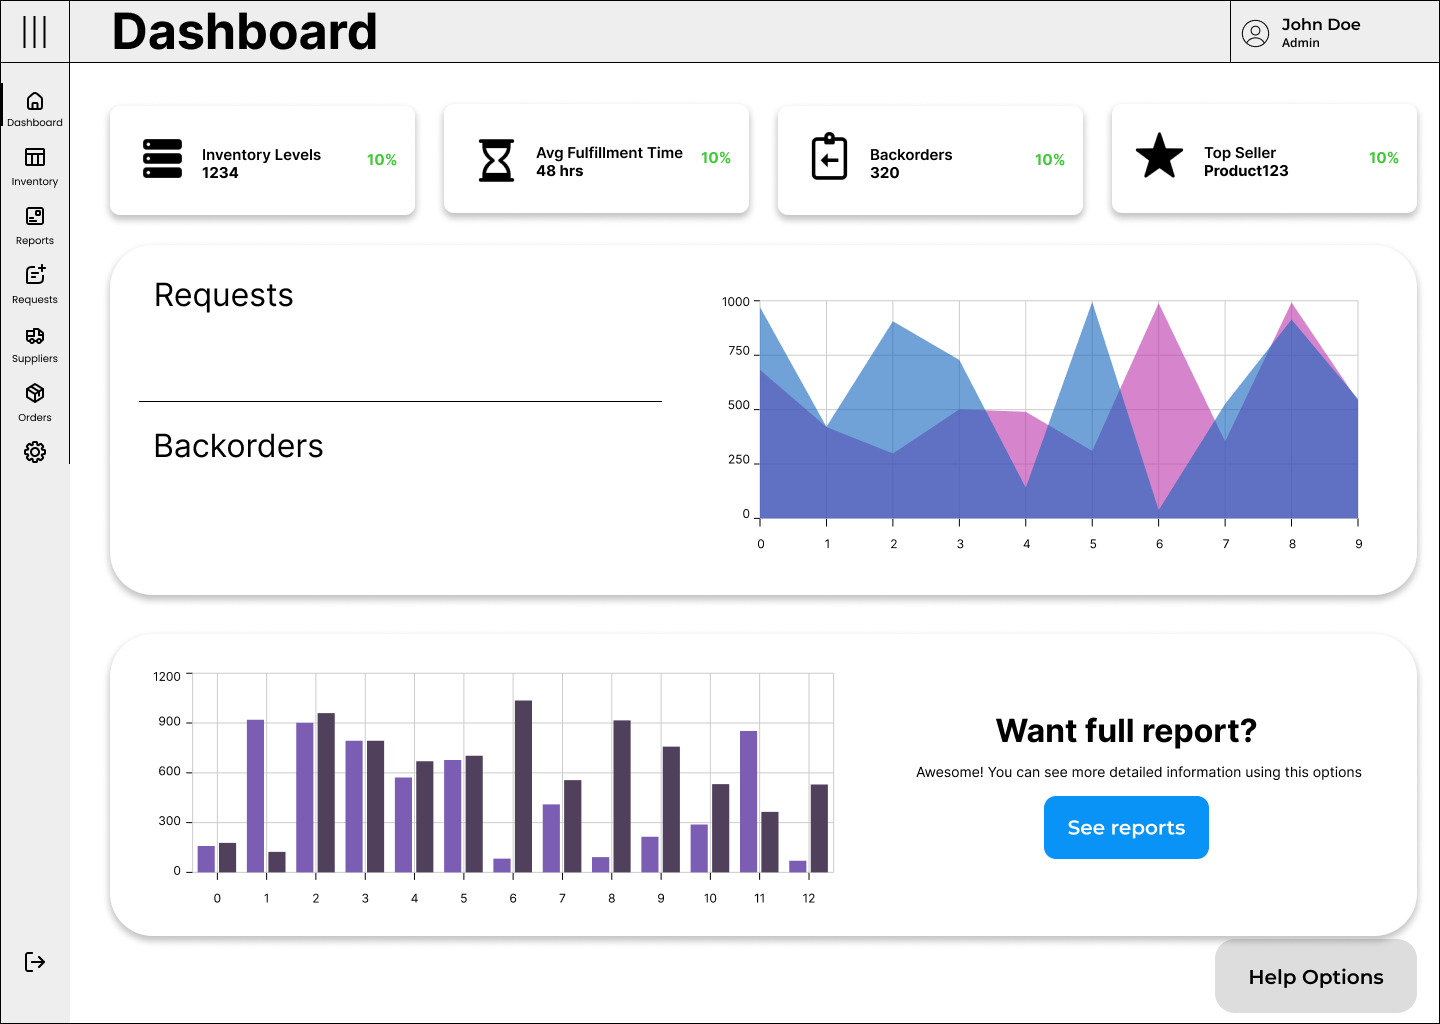 Dashboard
John Doe
Admin
Dashboard
Inventory
Reports
Requests
Suppliers
Orders
Inventory Levels
1234
10%
Avg Fulfillment Time
48 hrs
10%
Backorders
320
10%
Top Seller
Product123
10%
Requests
Backorders
1000
750
500
250
0
0 1 2 3 4 5 6 7 8 9
1200
900
600
300
0
0 1 2 3 4 5 6 7 8 9 10 11 12
Want full report?
Awesome! You can see more detailed information using this options
See reports
Help Options